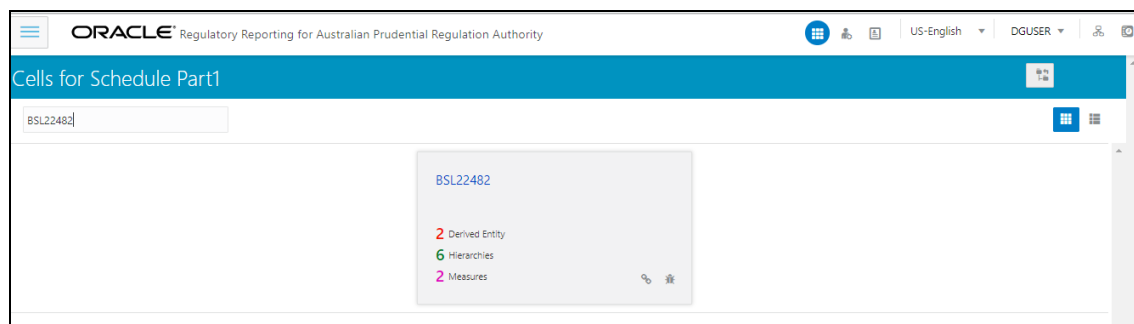 ORACLE® Regulatory Reporting for Australian Prudential Regulation Authority US-English DGUSER
Cells for Schedule Part1
BSL22482
BSL22482
2 Derived Entity
6 Hierarchies
2 Measures